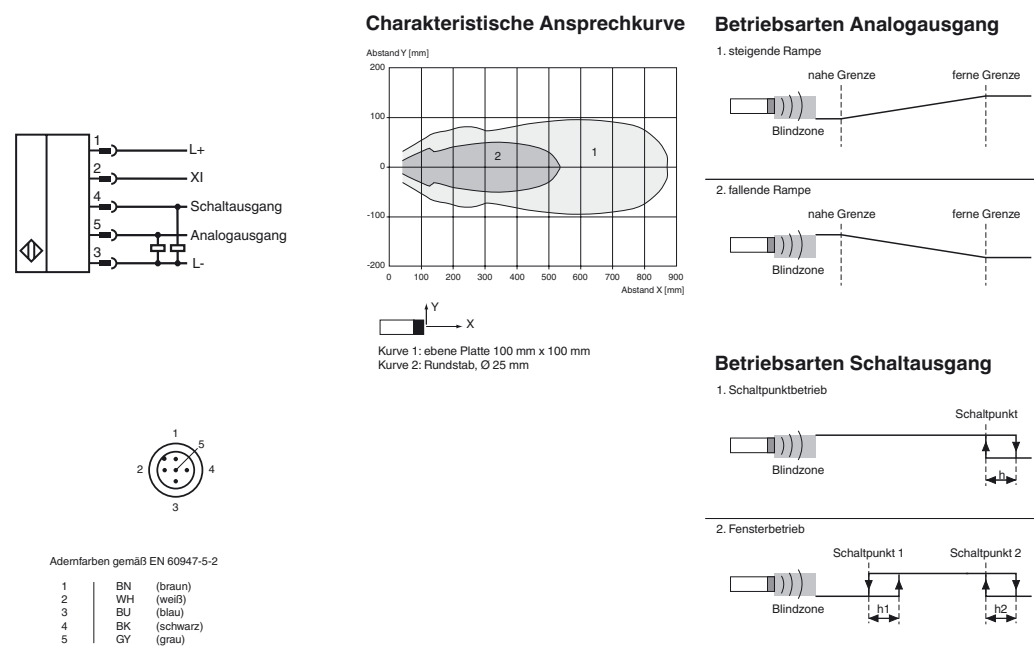 1
L+
2
XI
4
Schaltausgang
5
Analogausgang
3
L-
1
5
2
4
3
Adernfarben gemäß EN 60947-5-2
1 BN (braun)
2 WH (weiß)
3 BU (blau)
4 BK (schwarz)
5 GY (grau)
Charakteristische Ansprechkurve
Abstand Y [mm]
200
100
0
-100
-200
2
1
0 100 200 300 400 500 600 700 800 900
Abstand X [mm]
Y
X
Kurve 1: ebene Platte 100 mm x 100 mm
Kurve 2: Rundstab, Ø 25 mm
Betriebsarten Analogausgang
1. steigende Rampe
nahe Grenze ferne Grenze
Blindzone
2. fallende Rampe
nahe Grenze ferne Grenze
Blindzone
Betriebsarten Schaltausgang
1. Schaltpunktbetrieb
Schaltpunkt
Blindzone
h
2. Fensterbetrieb
Schaltpunkt 1 Schaltpunkt 2
Blindzone
h1 h2